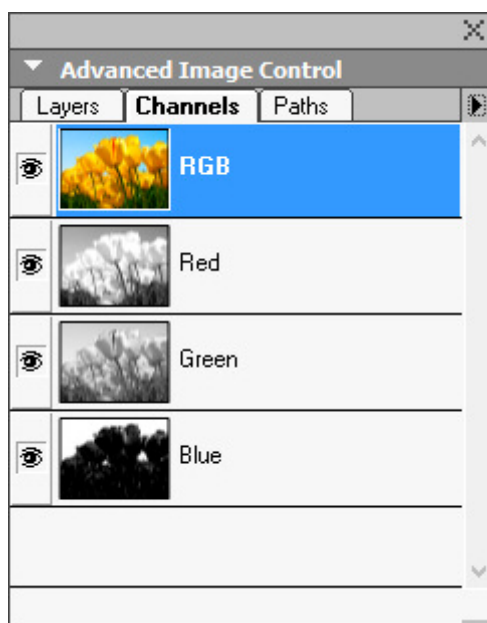 Advanced Image Control
Layers Channels Paths
RGB
Red
Green
Blue